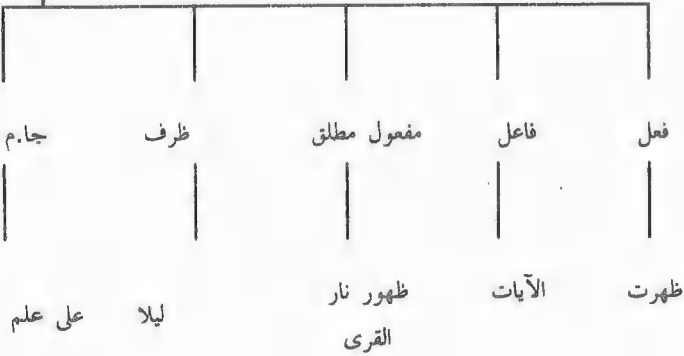 فعل فاعل مفعول مطلق ظرف جا.م
ظهرت الآيات ظهور نار ليلا على علم
القرى